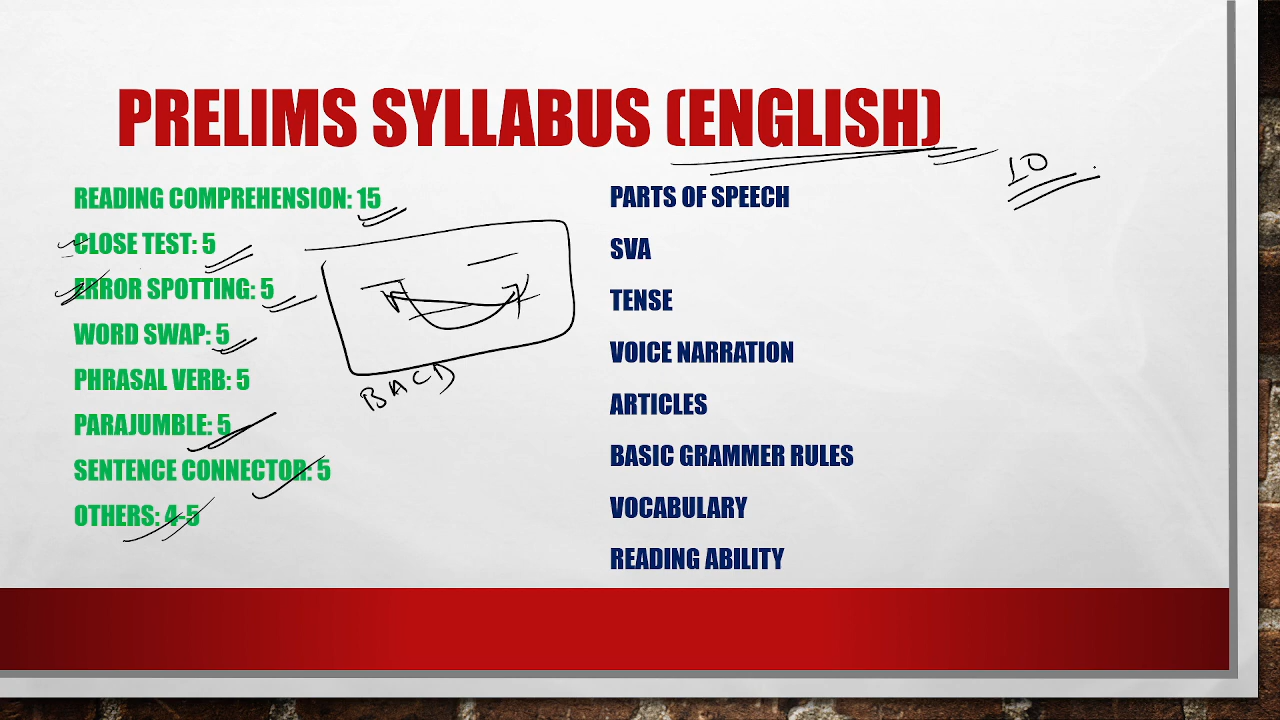 PRELIMS SYLLABUS (ENGLISH)
10
READING COMPREHENSION: 15
CLOSE TEST: 5
ERROR SPOTTING: 5
WORD SWAP: 5
PHRASAL VERB: 5
PARAJUMBLE: 5
SENTENCE CONNECTOR: 5
OTHERS: 4-5
BACD
PARTS OF SPEECH
SVA
TENSE
VOICE NARRATION
ARTICLES
BASIC GRAMMER RULES
VOCABULARY
READING ABILITY